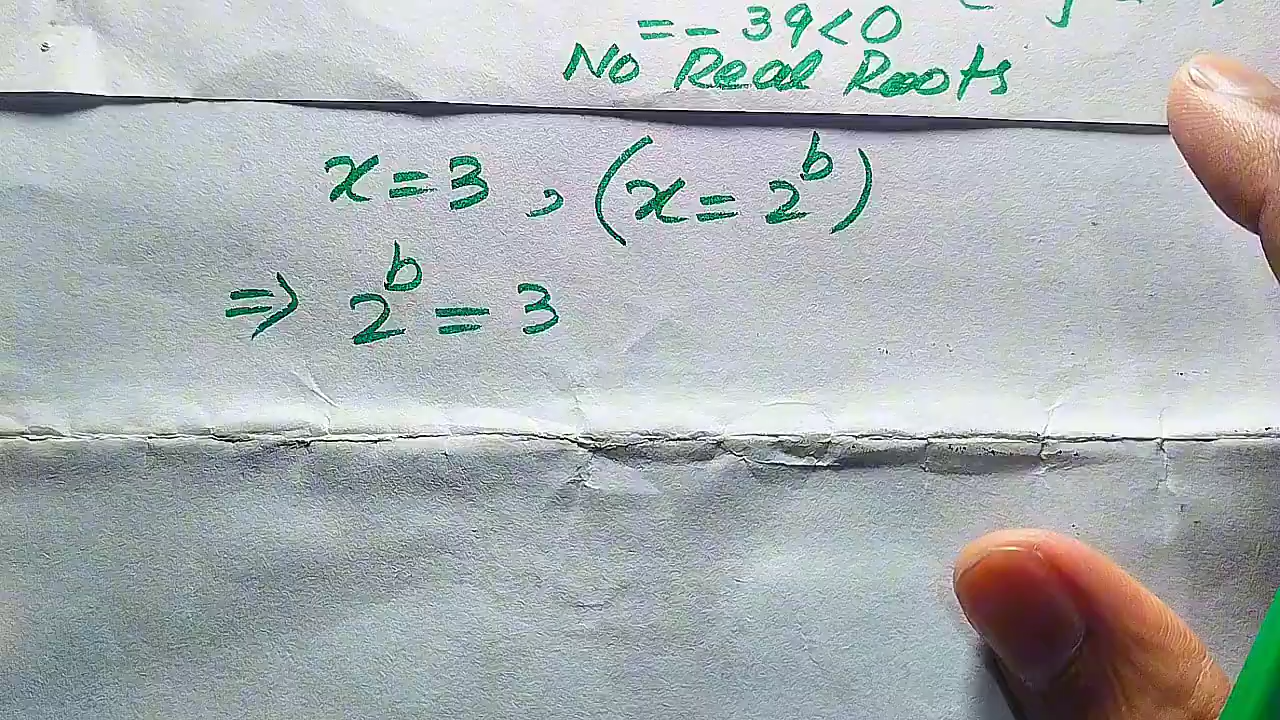 = - 39 < 0
No Real Roots
x = 3 , (x = 2^b)
⇒ 2^b = 3